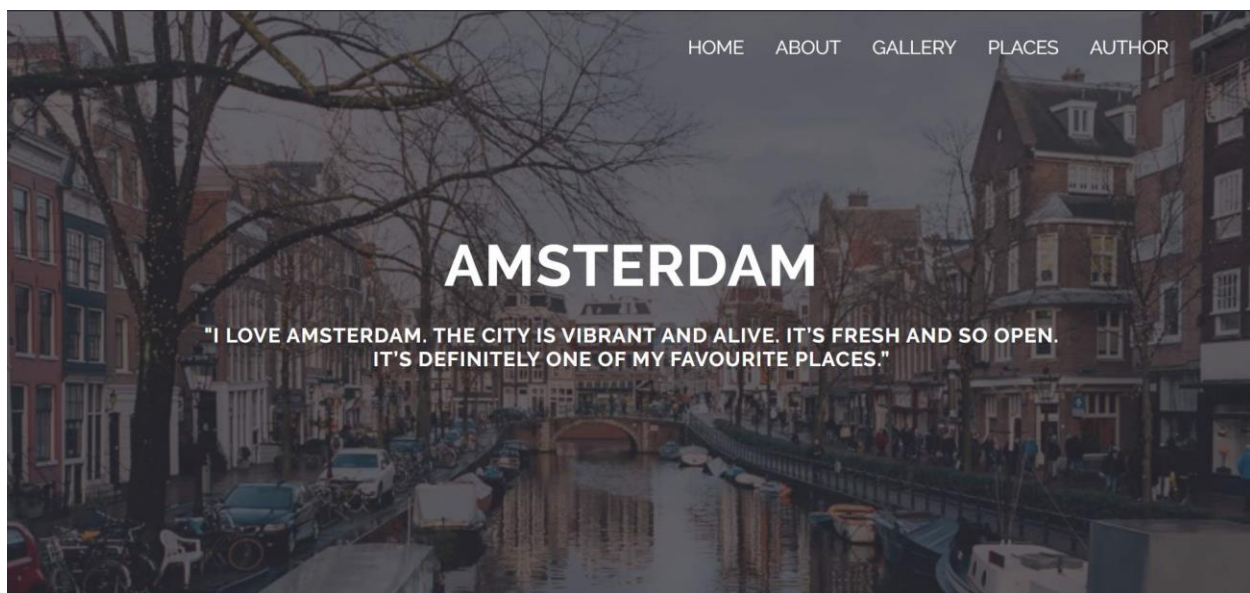 HOME ABOUT GALLERY PLACES AUTHOR
AMSTERDAM
"I LOVE AMSTERDAM. THE CITY IS VIBRANT AND ALIVE. IT’S FRESH AND SO OPEN.
IT’S DEFINITELY ONE OF MY FAVOURITE PLACES.”